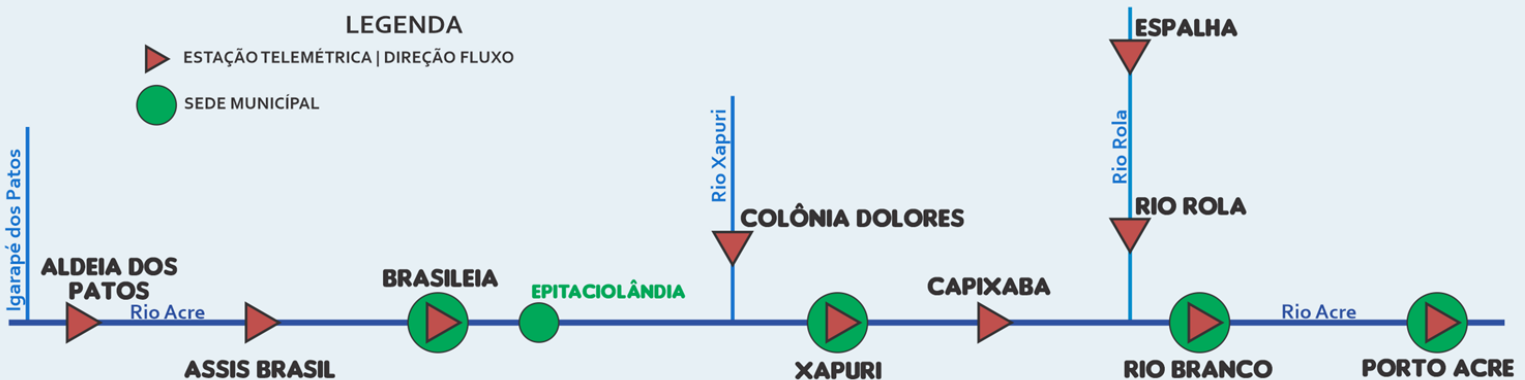 LEGENDA
ESTAÇÃO TELEMÉTRICA | DIREÇÃO FLUXO
SEDE MUNICÍPAL
Igarapé dos Patos
ALDEIA DOS
PATOS
Rio Acre
ASSIS BRASIL
BRASILEIA
EPITACIOLÂNDIA
Rio Xapuri
COLÔNIA DOLORES
XAPURI
CAPIXABA
ESPALHA
Rio Rola
RIO ROLA
RIO BRANCO
Rio Acre
PORTO ACRE